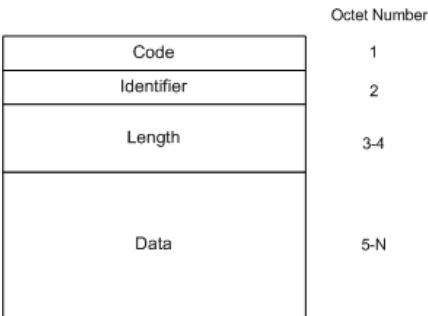 Octet Number
Code 1
Identifier 2
Length 3-4
Data 5-N